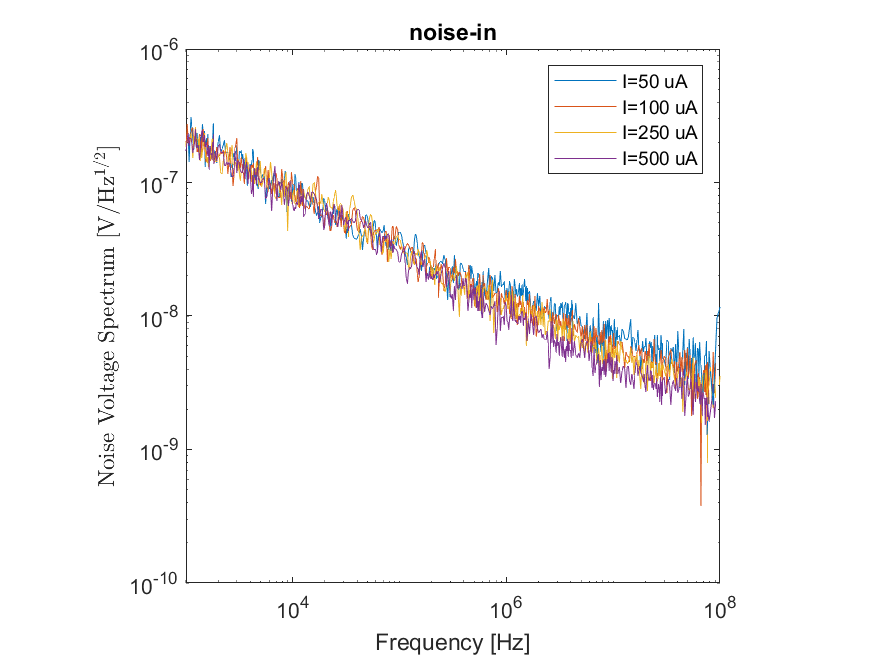 noise-in
10^-6
10^-7
10^-8
10^-9
10^-10
Noise Voltage Spectrum [V/Hz^1/2]
I=50 uA
I=100 uA
I=250 uA
I=500 uA
10^4
10^6
10^8
Frequency [Hz]